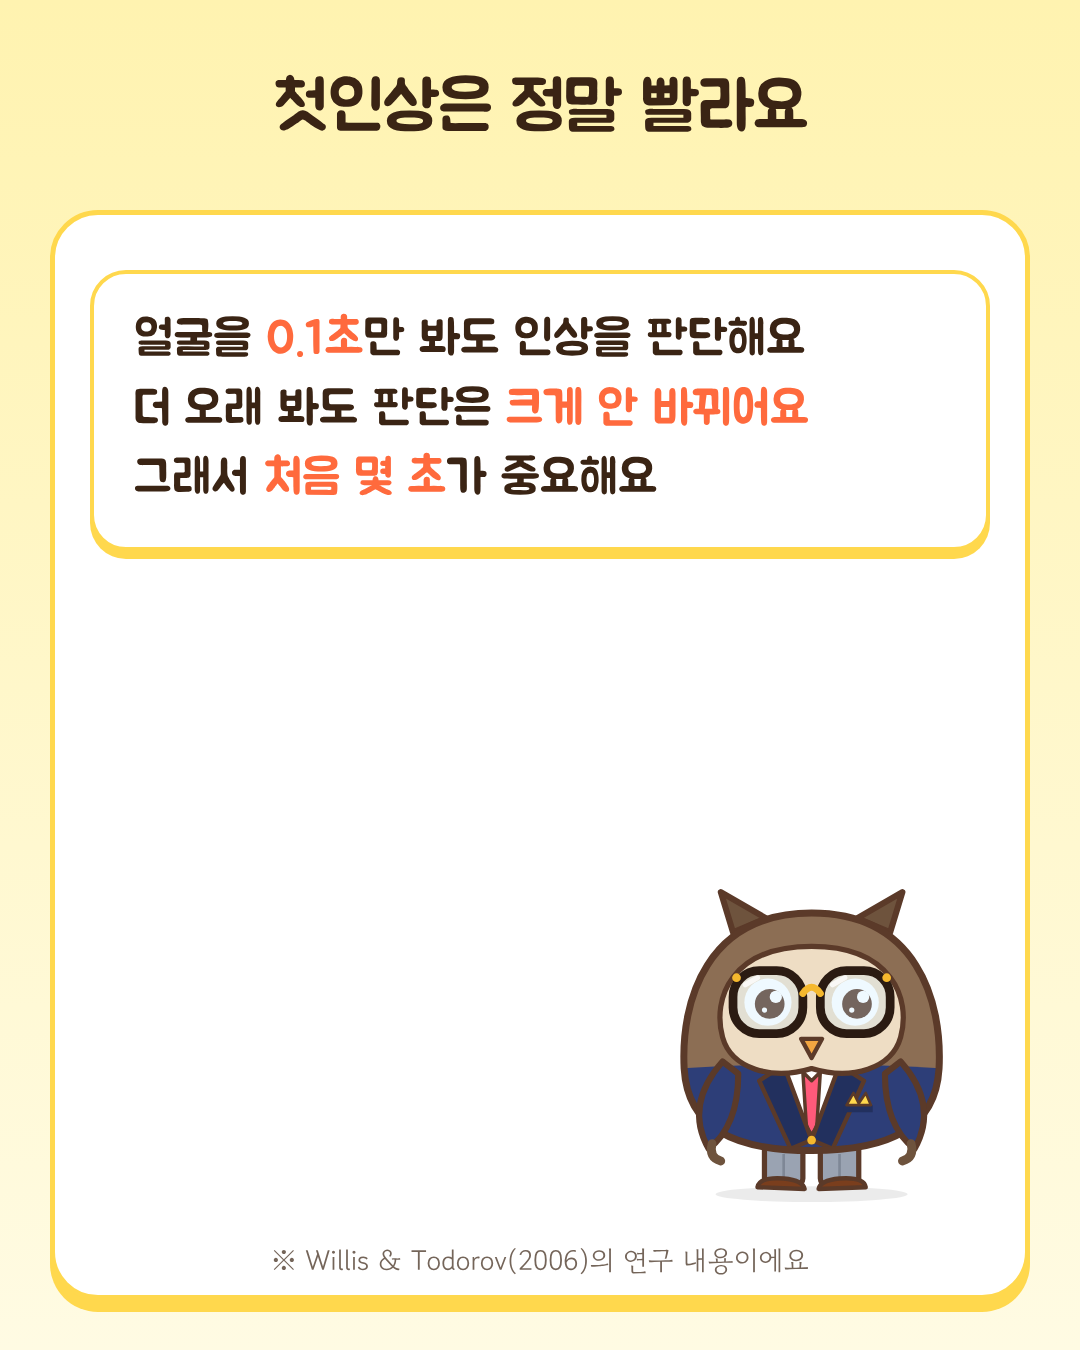 첫인상은 정말 빨라요
얼굴을 0.1초만 봐도 인상을 판단해요
더 오래 봐도 판단은 크게 안 바뀌어요
그래서 처음 몇 초가 중요해요
※ Willis & Todorov(2006)의 연구 내용이에요